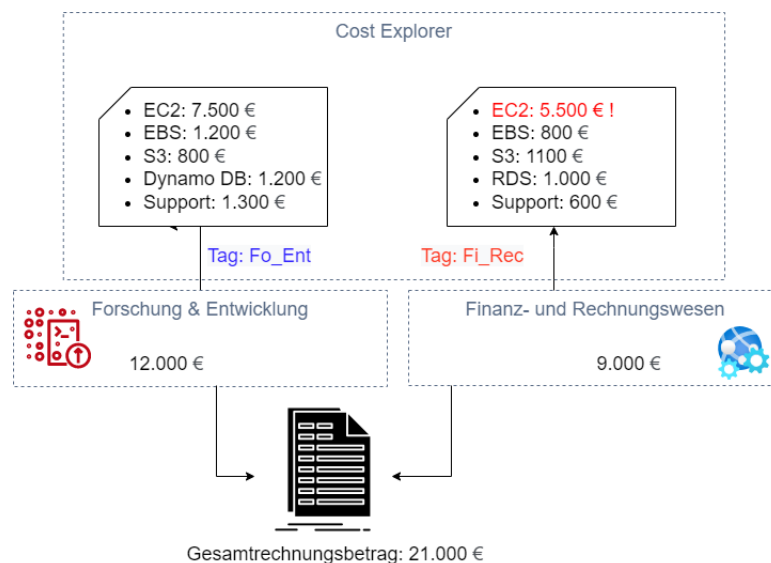 Cost Explorer
EC2: 7.500 €
EBS: 1.200 €
S3: 800 €
Dynamo DB: 1.200 €
Support: 1.300 €
EC2: 5.500 € !
EBS: 800 €
S3: 1100 €
RDS: 1.000 €
Support: 600 €
Tag: Fo_Ent
Tag: Fi_Rec
Forschung & Entwicklung
12.000 €
Finanz- und Rechnungswesen
9.000 €
Gesamtrechnungsbetrag: 21.000 €